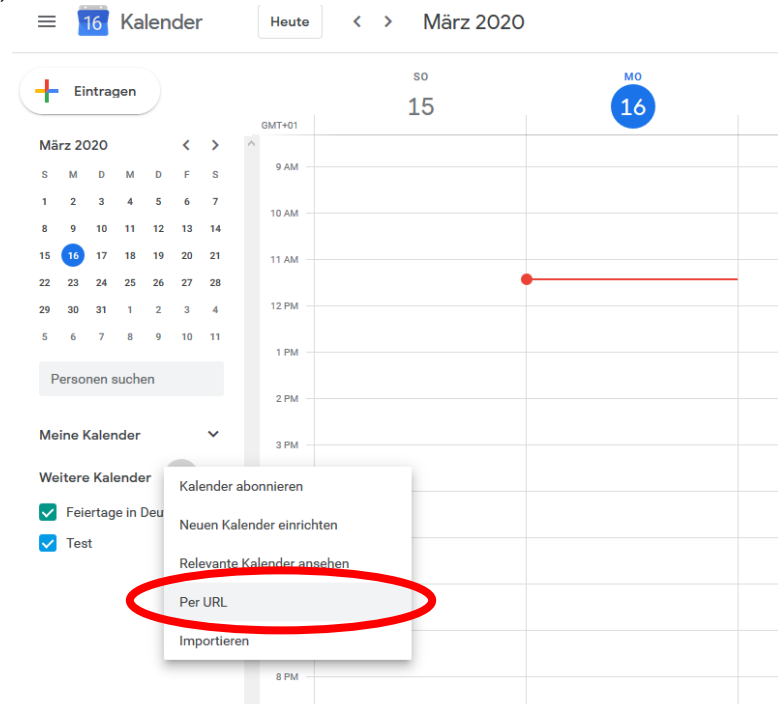 16 Kalender Heute < > März 2020
Eintragen
SO MO
15 16
GMT+01
März 2020 < >
S M D M D F S
1 2 3 4 5 6 7
8 9 10 11 12 13 14
15 16 17 18 19 20 21
22 23 24 25 26 27 28
29 30 31 1 2 3 4
5 6 7 8 9 10 11
Personen suchen
Meine Kalender
Weitere Kalender
Feiertage in Deu
Test
Kalender abonnieren
Neuen Kalender einrichten
Relevante Kalender ansehen
Per URL
Importieren
9 AM
10 AM
11 AM
12 PM
1 PM
2 PM
3 PM
8 PM